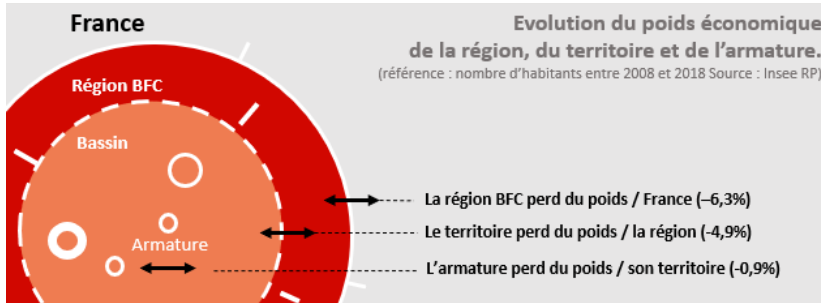 France
Evolution du poids économique
de la région, du territoire et de l'armature.
(référence : nombre d'habitants entre 2008 et 2018 Source : Insee RP)
Région BFC
Bassin
Armature
La région BFC perd du poids / France (–6,3%)
Le territoire perd du poids / la région (-4,9%)
L'armature perd du poids / son territoire (-0,9%)